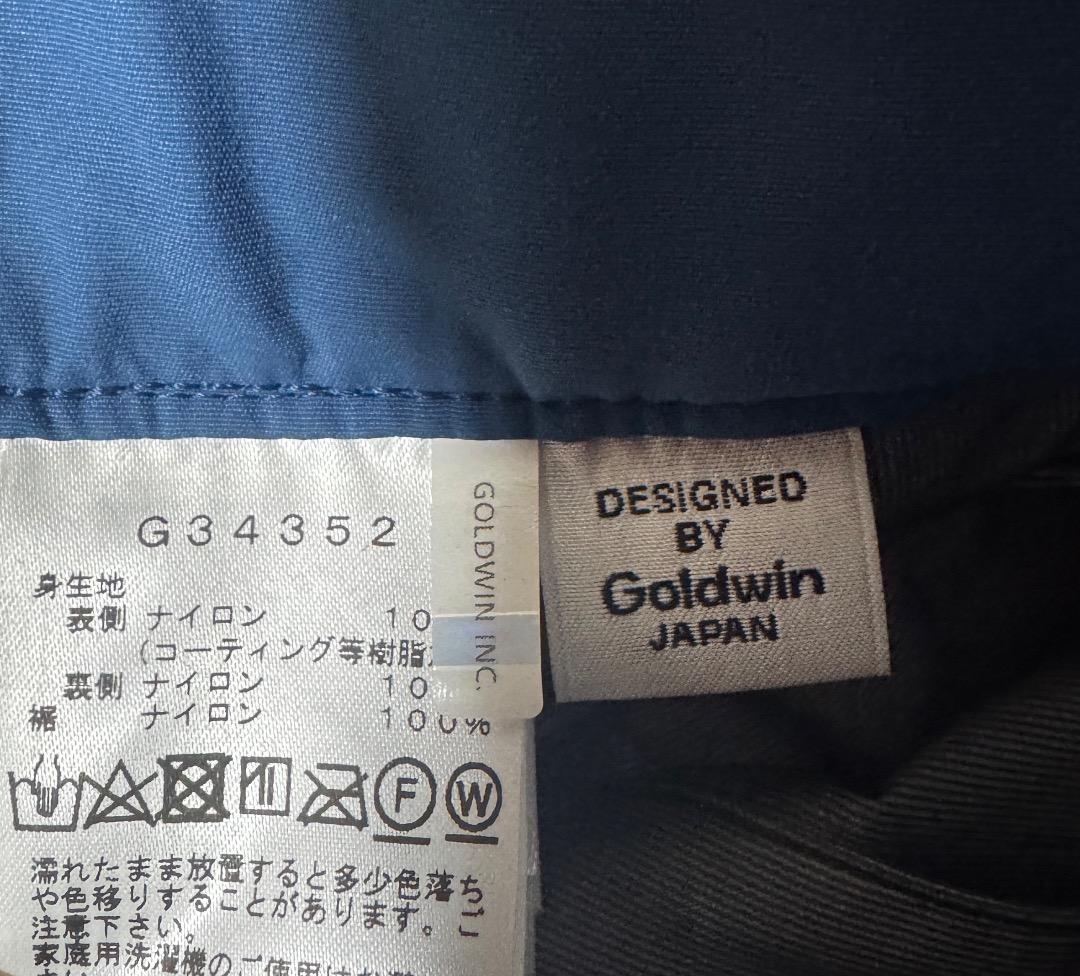 G34352
身生地
表側 ナイロン 10
(コーティング等樹脂
裏側 ナイロン 10
裾 ナイロン 100%
F W
濡れたまま放置すると多少色落ち
や色移りすることがあります。ご
注意下さい。
家庭用洗濯機のご使用は
GOLDWIN INC.
DESIGNED
BY
Goldwin
JAPAN